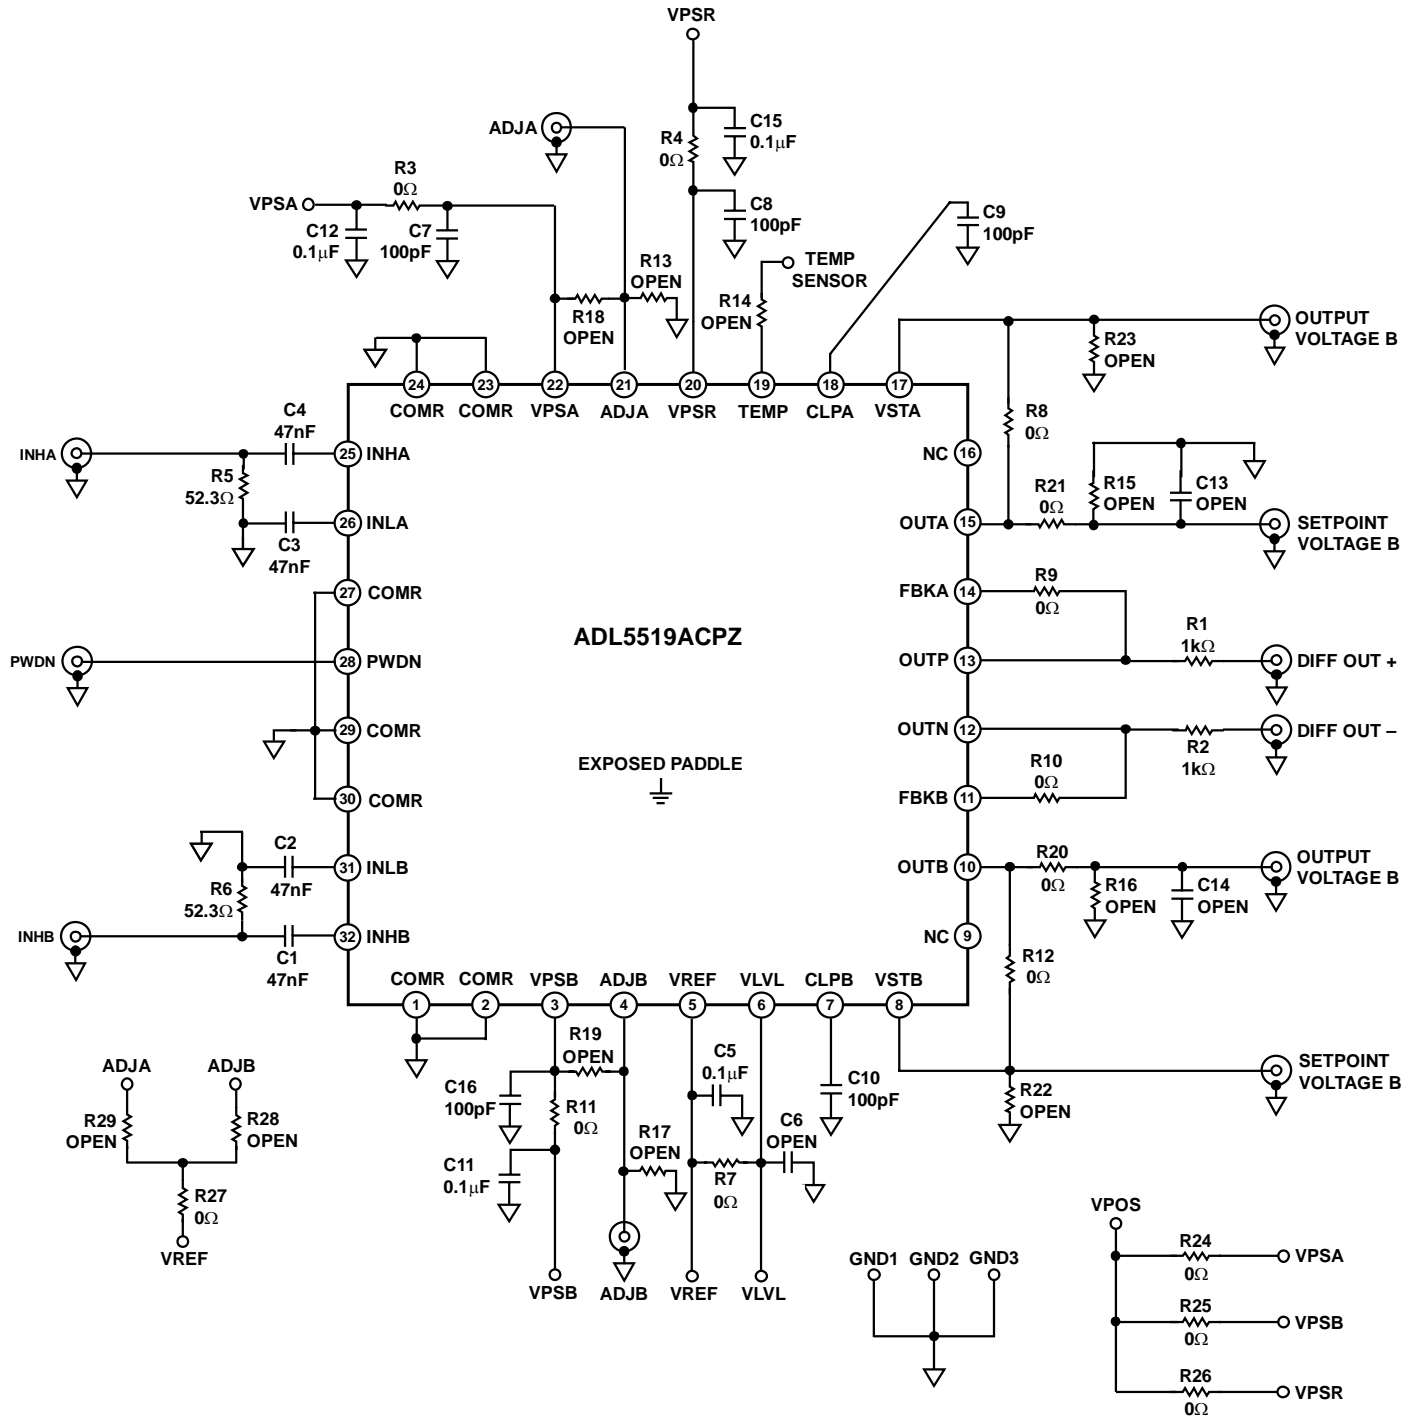 VPSR
ADJA
R4
0Ω
C15
0.1µF
R3
0Ω
VPSA
C12
0.1µF
C7
100pF
C8
100pF
C9
100pF
R13
OPEN
TEMP
SENSOR
R18
OPEN
R14
OPEN
OUTPUT
VOLTAGE B
R23
OPEN
24
23
22
21
20
19
18
17
COMR
COMR
VPSA
ADJA
VPSR
TEMP
CLPA
VSTA
R8
0Ω
C4
47nF
INHA
25
INHA
NC
16
R5
52.3Ω
R21
0Ω
R15
OPEN
C13
OPEN
26
INLA
OUTA
15
SETPOINT
VOLTAGE B
C3
47nF
27
COMR
FBKA
14
R9
0Ω
ADL5519ACPZ
R1
1kΩ
PWDN
28
PWDN
OUTP
13
DIFF OUT +
29
COMR
OUTN
12
DIFF OUT –
R2
1kΩ
EXPOSED PADDLE
R10
0Ω
30
COMR
FBKB
11
C2
47nF
31
INLB
OUTB
10
R20
0Ω
OUTPUT
VOLTAGE B
R6
52.3Ω
R16
OPEN
C14
OPEN
INHB
32
INHB
NC
9
C1
47nF
R12
0Ω
COMR
COMR
VPSB
ADJB
VREF
VLVL
CLPB
VSTB
1
2
3
4
5
6
7
8
R19
OPEN
C5
0.1µF
SETPOINT
VOLTAGE B
ADJA
ADJB
C16
100pF
R11
0Ω
C10
100pF
R22
OPEN
R29
OPEN
R28
OPEN
R17
OPEN
C6
OPEN
C11
0.1µF
R7
0Ω
R27
0Ω
VREF
VPSB
ADJB
VREF
VLVL
GND1
GND2
GND3
VPOS
R24
0Ω
VPSA
R25
0Ω
VPSB
R26
0Ω
VPSR